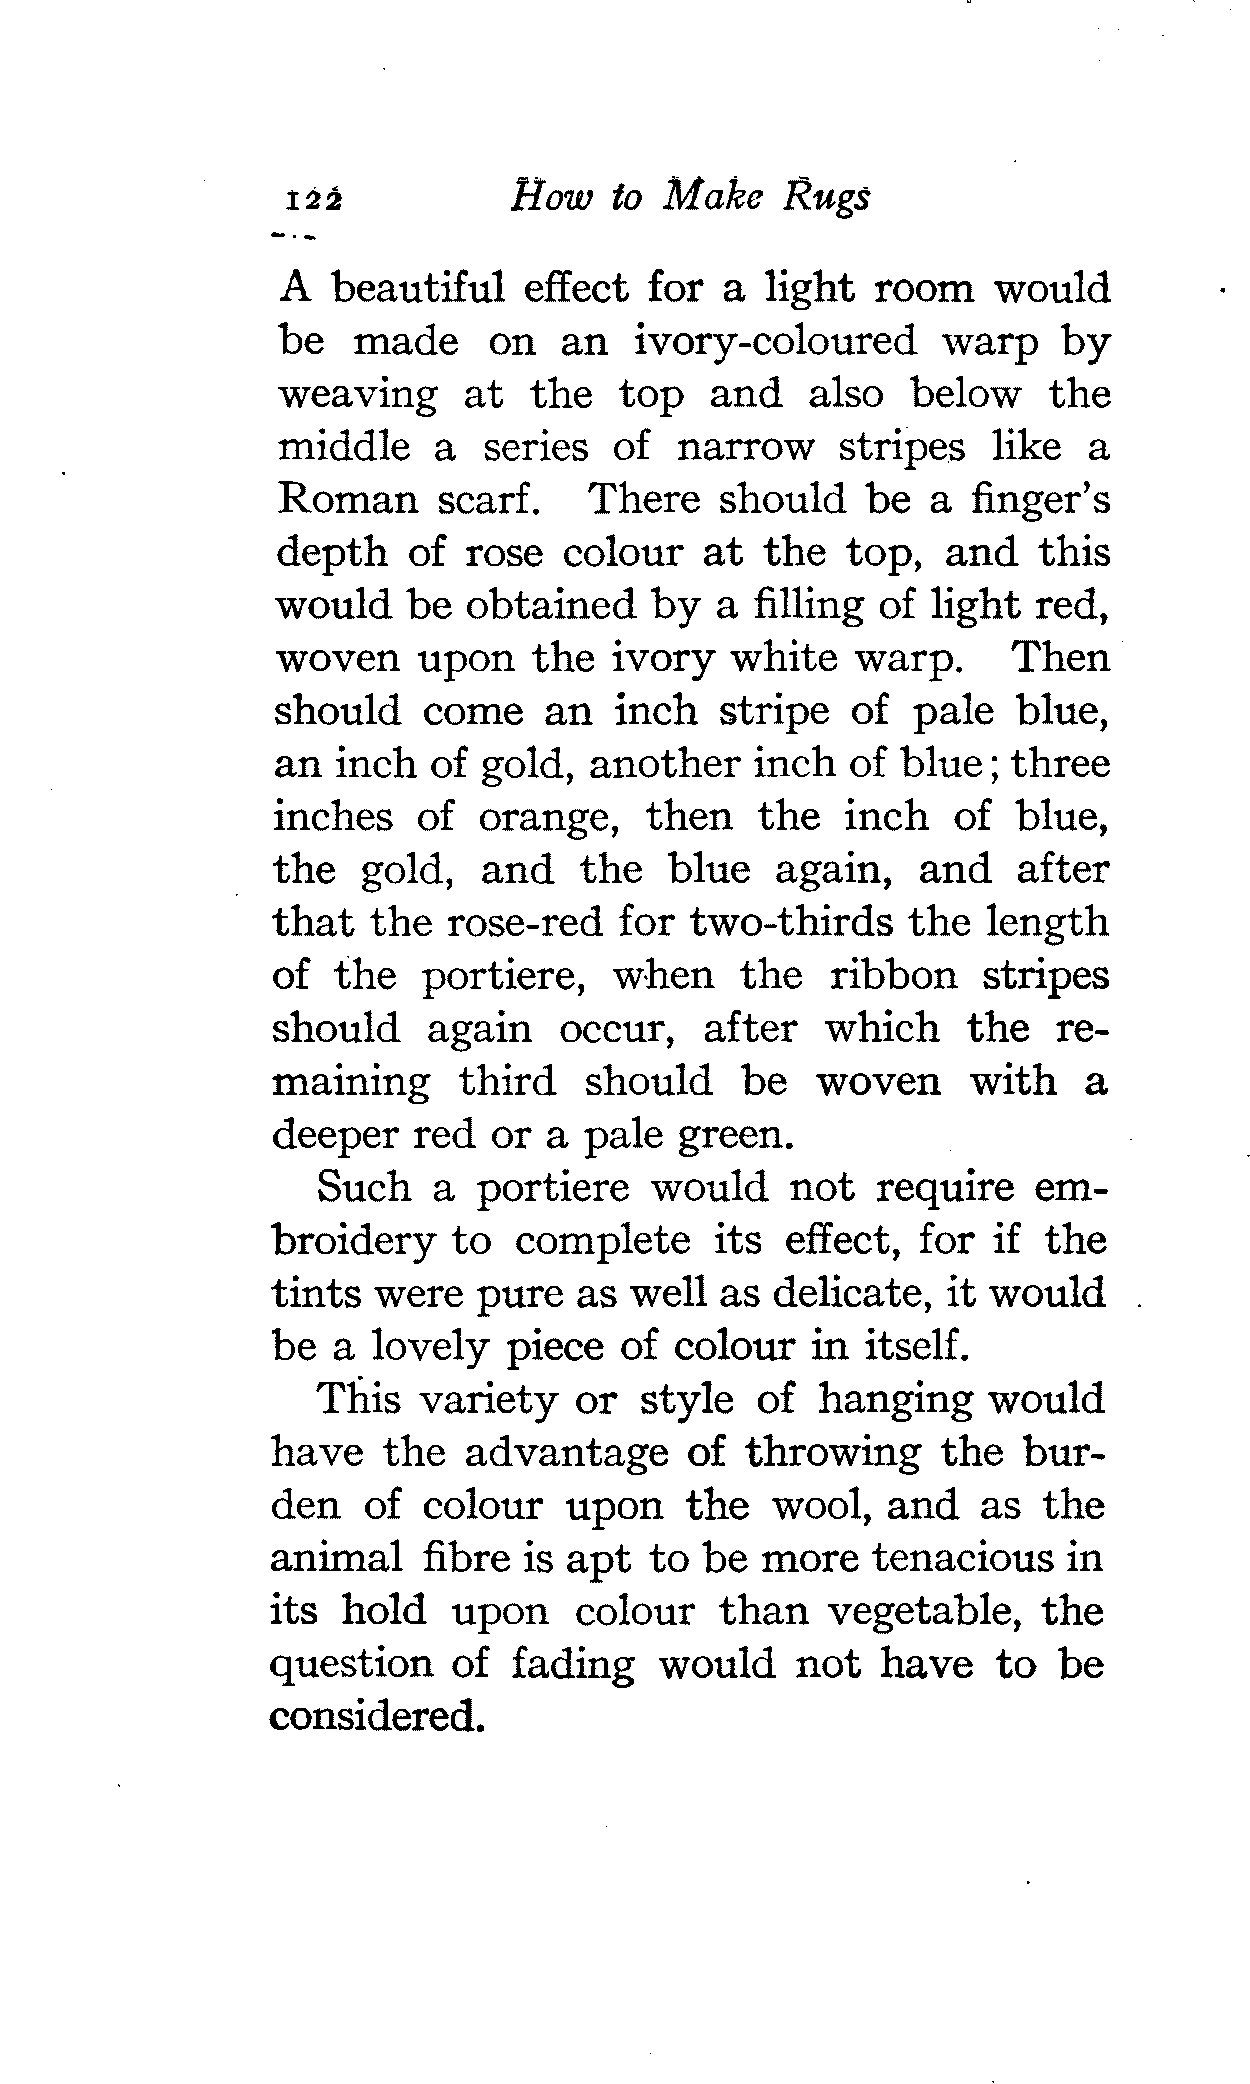 122 How to Make Rugs
A beautiful effect for a light room would
be made on an ivory-coloured warp by
weaving at the top and also below the
middle a series of narrow stripes like a
Roman scarf. There should be a finger's
depth of rose colour at the top, and this
would be obtained by a filling of light red,
woven upon the ivory white warp. Then
should come an inch stripe of pale blue,
an inch of gold, another inch of blue; three
inches of orange, then the inch of blue,
the gold, and the blue again, and after
that the rose-red for two-thirds the length
of the portiere, when the ribbon stripes
should again occur, after which the re-
maining third should be woven with a
deeper red or a pale green.
Such a portiere would not require em-
broidery to complete its effect, for if the
tints were pure as well as delicate, it would
be a lovely piece of colour in itself.
This variety or style of hanging would
have the advantage of throwing the bur-
den of colour upon the wool, and as the
animal fibre is apt to be more tenacious in
its hold upon colour than vegetable, the
question of fading would not have to be
considered.